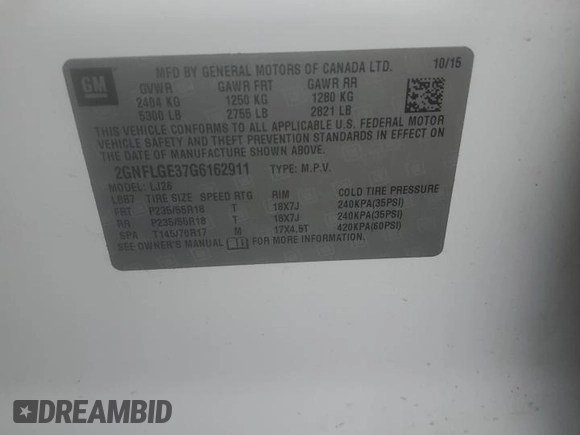 GM
MFD BY GENERAL MOTORS OF CANADA LTD. 10/15
GVWR GAWR FRT GAWR RR
2404 KG 1250 KG 1280 KG
5300 LB 2755 LB 2821 LB
THIS VEHICLE CONFORMS TO ALL APPLICABLE U.S. FEDERAL MOTOR
VEHICLE SAFETY AND THEFT PREVENTION STANDARDS IN EFFECT ON THE
DATE OF MANUFACTURE SHOWN ABOVE.
2GNFLGE37G6162911 TYPE: M.P.V.
MODEL: LJ26
L887 TIRE SIZE SPEED RTG RIM COLD TIRE PRESSURE
FRT P235/55R18 T 18X7J 240KPA(35PSI)
RR P235/55R18 T 18X7J 240KPA(35PSI)
SPA T145/70R17 M 17X4.5T 420KPA(60PSI)
SEE OWNER'S MANUAL FOR MORE INFORMATION.
DREAMBID